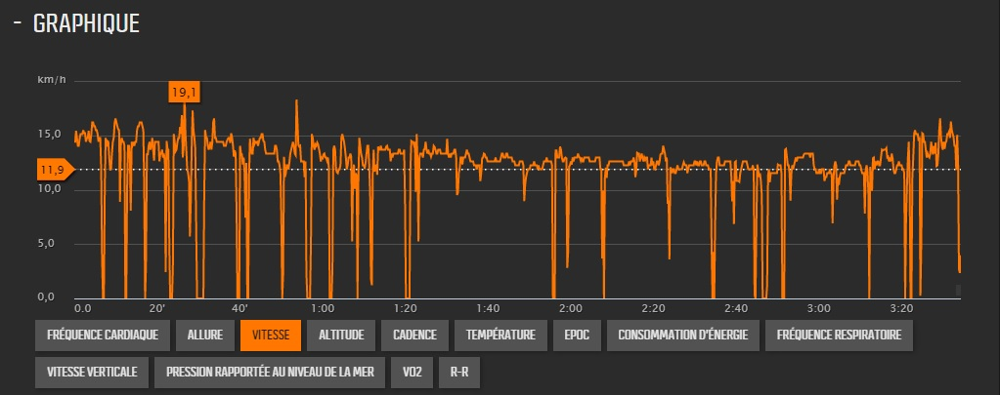 - GRAPHIQUE
km/h
19,1
15,0
11,9
10,0
5,0
0,0
0.0 20' 40' 1:00 1:20 1:40 2:00 2:20 2:40 3:00 3:20
FRÉQUENCE CARDIAQUE ALLURE VITESSE ALTITUDE CADENCE TEMPÉRATURE EPOC CONSOMMATION D'ÉNERGIE FRÉQUENCE RESPIRATOIRE
VITESSE VERTICALE PRESSION RAPPORTÉE AU NIVEAU DE LA MER VO2 R-R